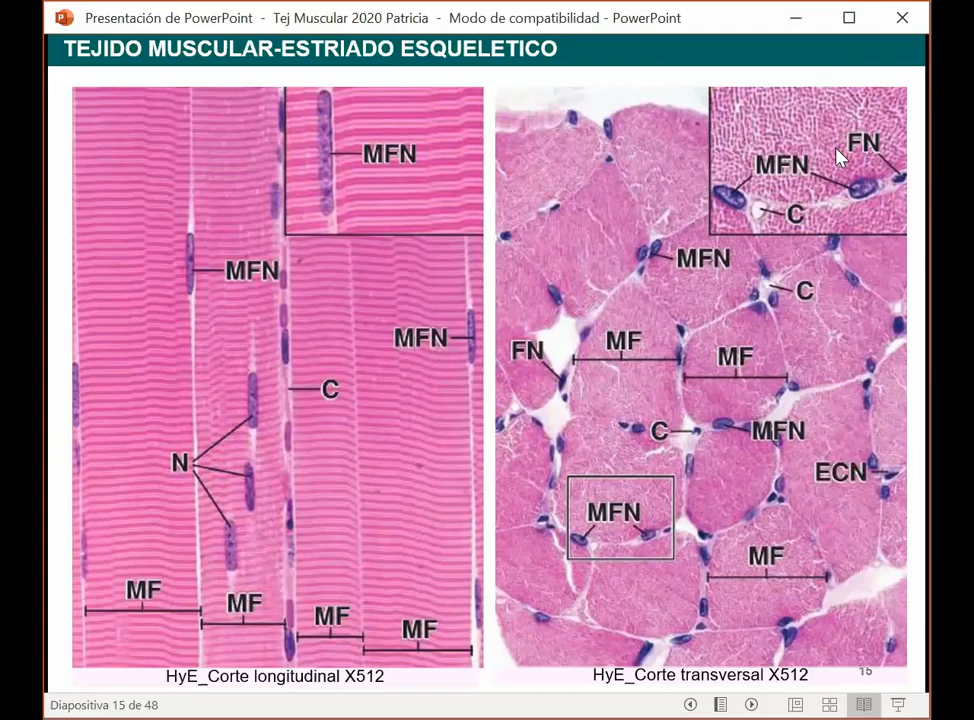 Presentación de PowerPoint - Tej Muscular 2020 Patricia - Modo de compatibilidad - PowerPoint
TEJIDO MUSCULAR-ESTRIADO ESQUELETICO
MFN
MFN
MFN
C
N
MF
MF
MF
MF
HyE_Corte longitudinal X512
FN
MFN
C
MFN
C
MF
MF
FN
C
MFN
ECN
MFN
MF
HyE_Corte transversal X512
15
Diapositiva 15 de 48